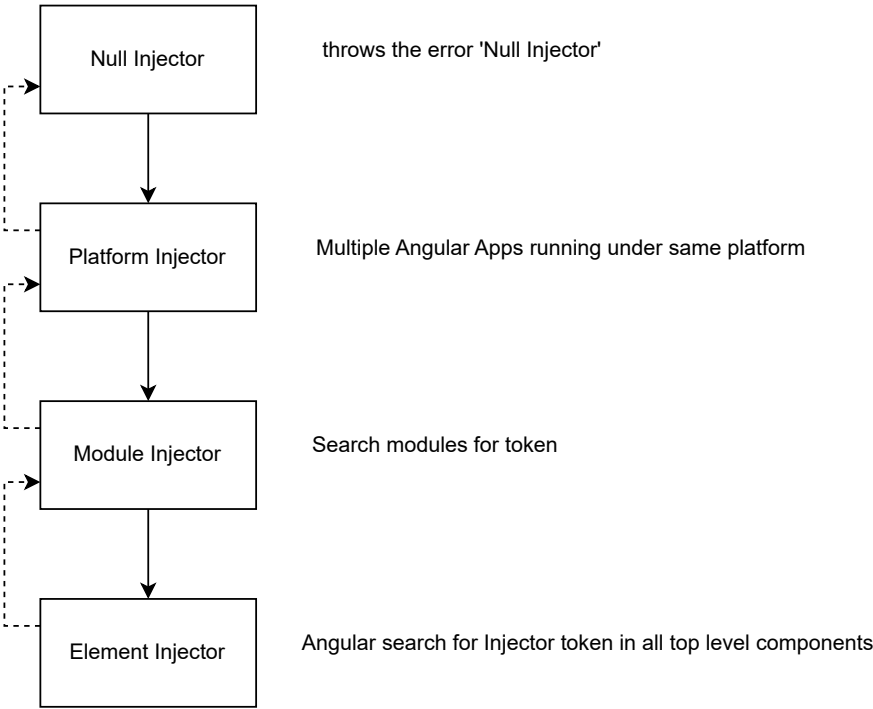 Null Injector
throws the error 'Null Injector'
Platform Injector
Multiple Angular Apps running under same platform
Module Injector
Search modules for token
Element Injector
Angular search for Injector token in all top level components